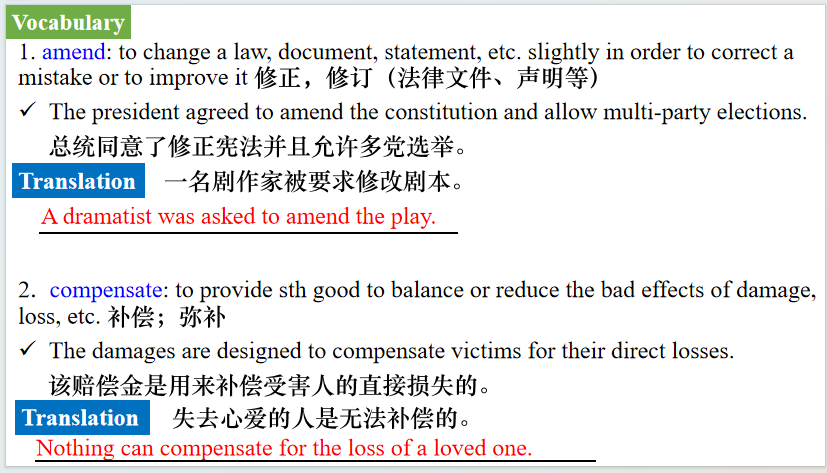 Vocabulary
1. amend: to change a law, document, statement, etc. slightly in order to correct a
mistake or to improve it 修正，修订（法律文件、声明等）
✓ The president agreed to amend the constitution and allow multi-party elections.
总统同意了修正宪法并且允许多党选举。
Translation 一名剧作家被要求修改剧本。
A dramatist was asked to amend the play.
2. compensate: to provide sth good to balance or reduce the bad effects of damage,
loss, etc. 补偿；弥补
✓ The damages are designed to compensate victims for their direct losses.
该赔偿金是用来补偿受害人的直接损失的。
Translation 失去心爱的人是无法补偿的。
Nothing can compensate for the loss of a loved one.